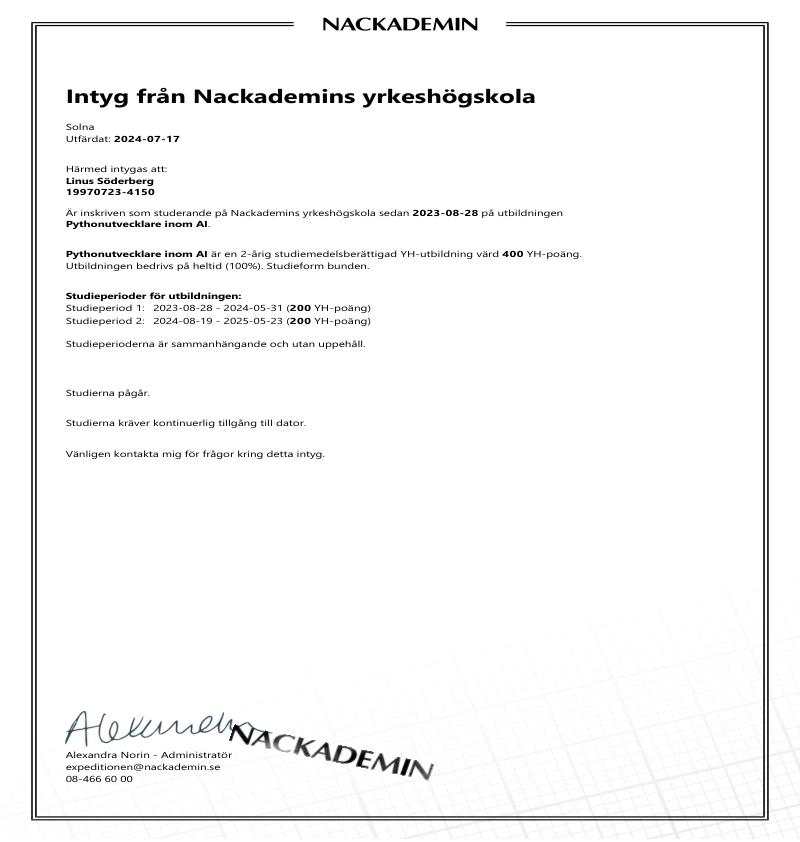 NACKADEMIN
Intyg från Nackademins yrkeshögskola
Solna
Utfärdat: 2024-07-17
Härmed intygas att:
Linus Söderberg
19970723-4150
Är inskriven som studerande på Nackademins yrkeshögskola sedan 2023-08-28 på utbildningen
Pythonutvecklare inom AI.
Pythonutvecklare inom AI är en 2-årig studiemedelsberättigad YH-utbildning värd 400 YH-poäng.
Utbildningen bedrivs på heltid (100%). Studieform bunden.
Studieperioder för utbildningen:
Studieperiod 1: 2023-08-28 - 2024-05-31 (200 YH-poäng)
Studieperiod 2: 2024-08-19 - 2025-05-23 (200 YH-poäng)
Studieperioderna är sammanhängande och utan uppehåll.
Studierna pågår.
Studierna kräver kontinuerlig tillgång till dator.
Vänligen kontakta mig för frågor kring detta intyg.
NACKADEMIN
Alexandra Norin - Administratör
expeditionen@nackademin.se
08-466 60 00